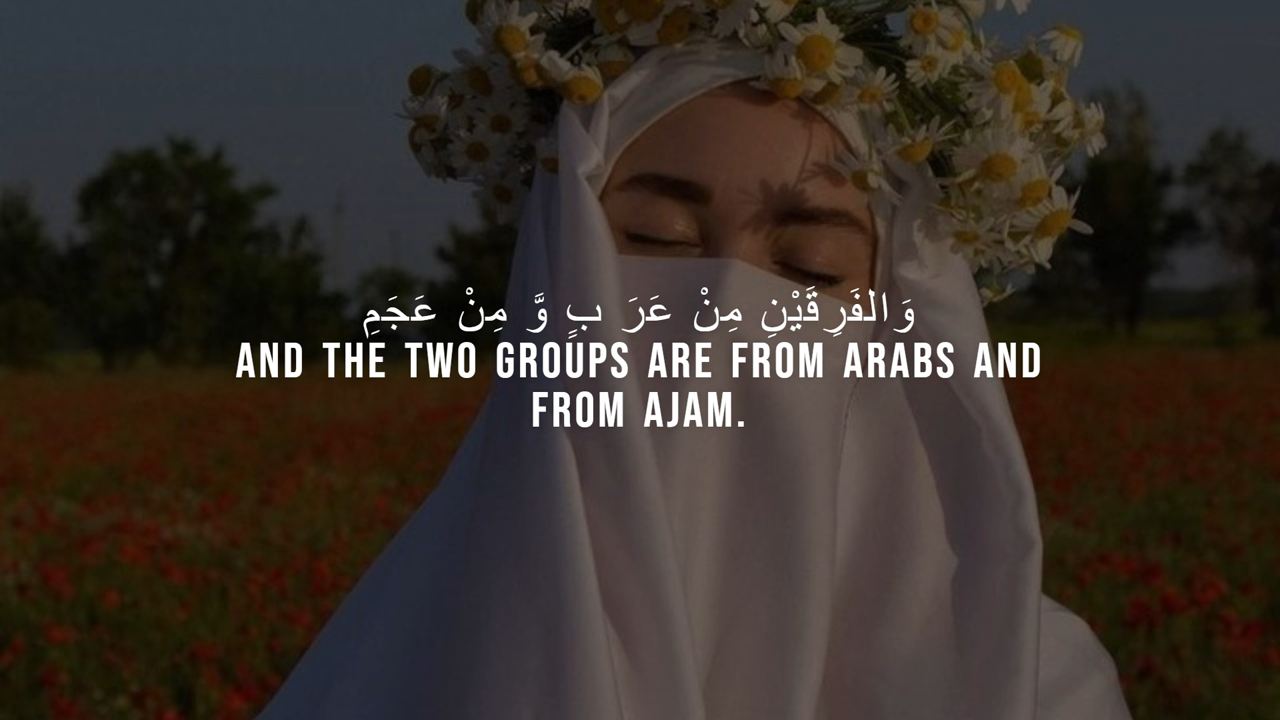 وَالفَرِقَيْنِ مِنْ عَرَ بٍ وَّ مِنْ عَجَمِ
AND THE TWO GROUPS ARE FROM ARABS AND
FROM AJAM.